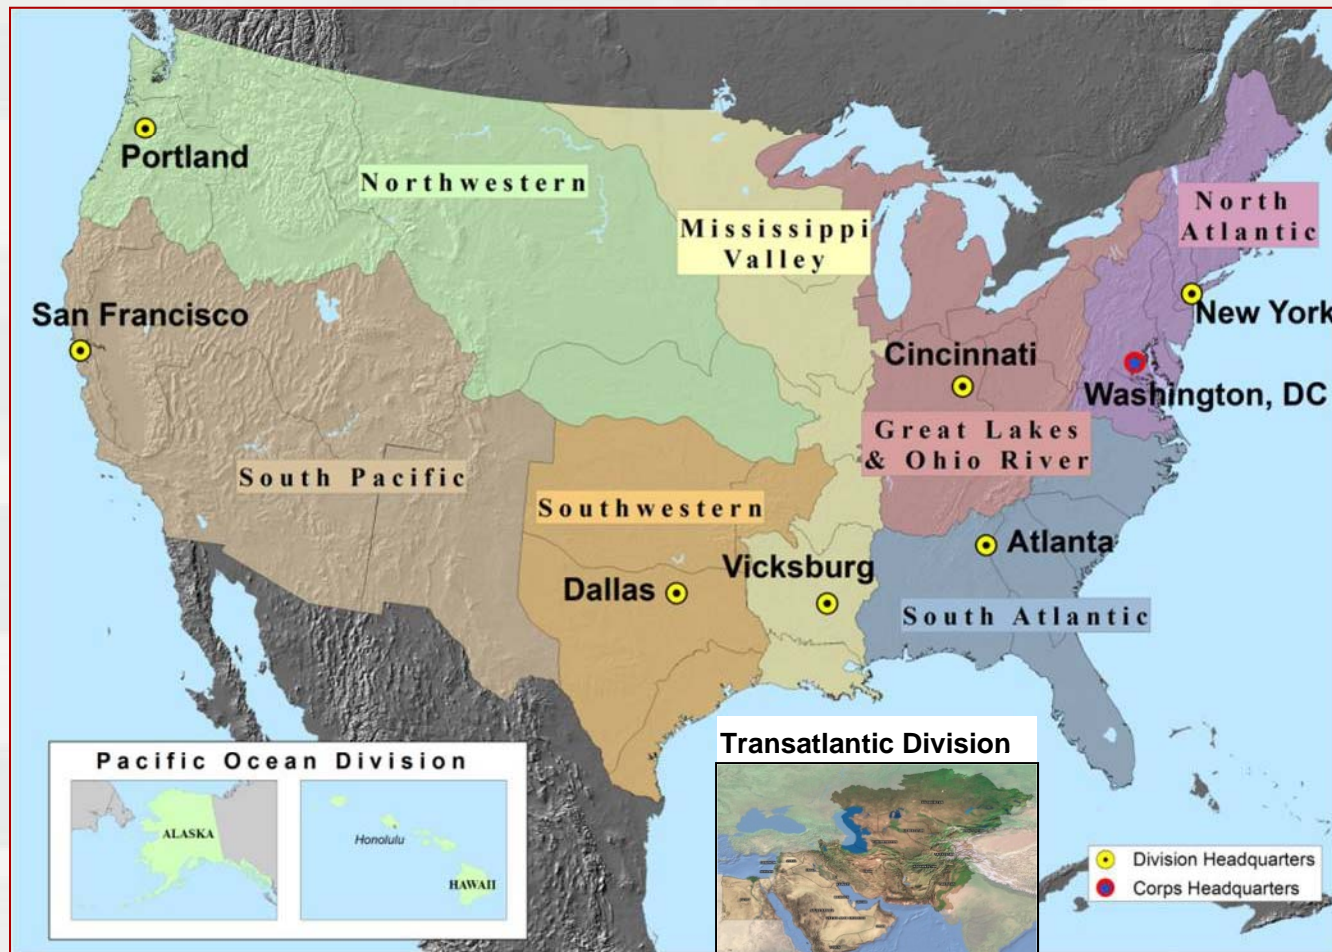 Portland
Northwestern
North
Atlantic
Mississippi
Valley
San Francisco
New York
Cincinnati
Washington, DC
Great Lakes
& Ohio River
South Pacific
Southwestern
Atlanta
Vicksburg
Dallas
South Atlantic
Pacific Ocean Division
ALASKA
Honolulu
HAWAII
Transatlantic Division
Division Headquarters
Corps Headquarters